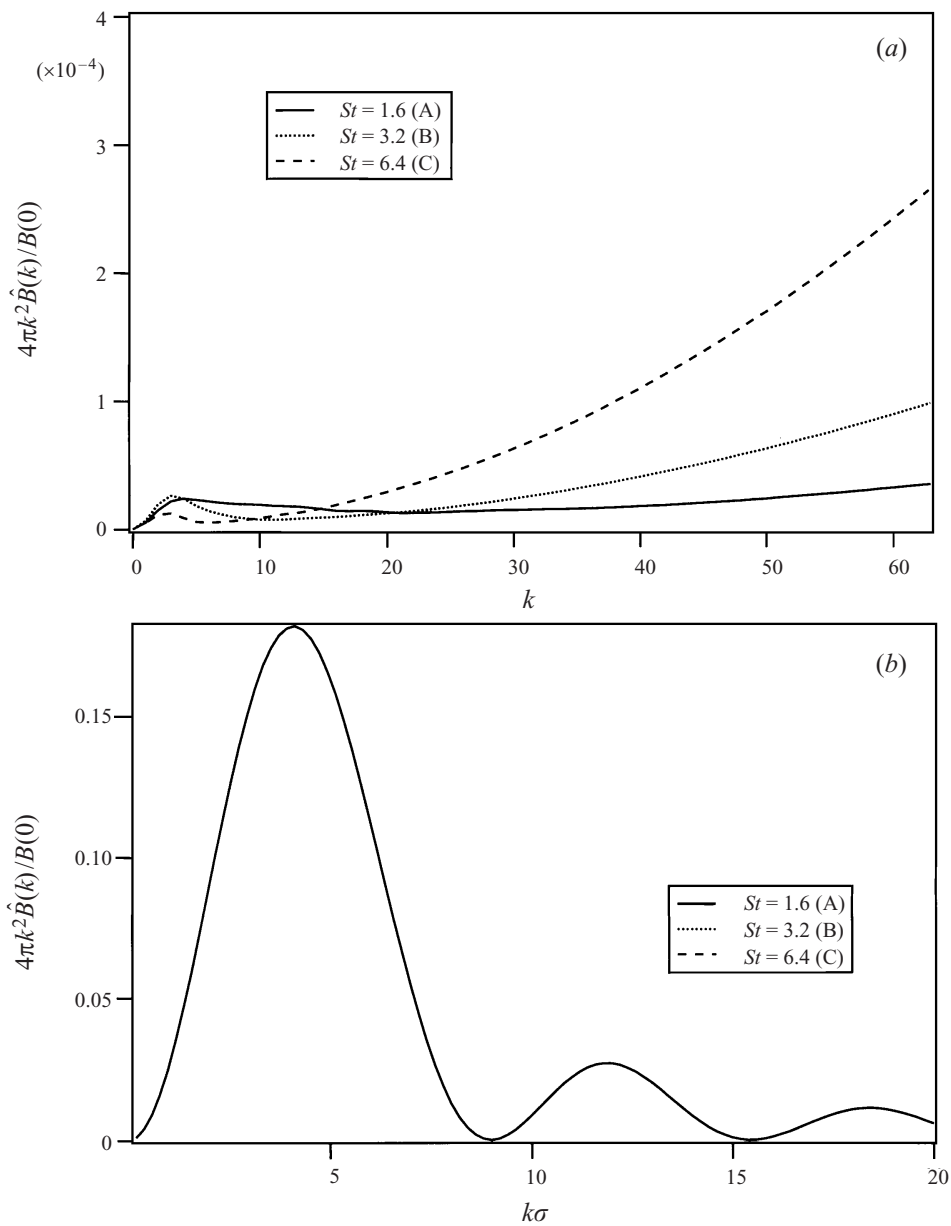 (a)
4
(×10−4)
3
2
1
0
4πk2B̂(k)/B(0)
St = 1.6 (A)
St = 3.2 (B)
St = 6.4 (C)
0 10 20 30 40 50 60
k
(b)
0.15
0.10
0.05
0
4πk2B̂(k)/B(0)
St = 1.6 (A)
St = 3.2 (B)
St = 6.4 (C)
5 10 15 20
kσ